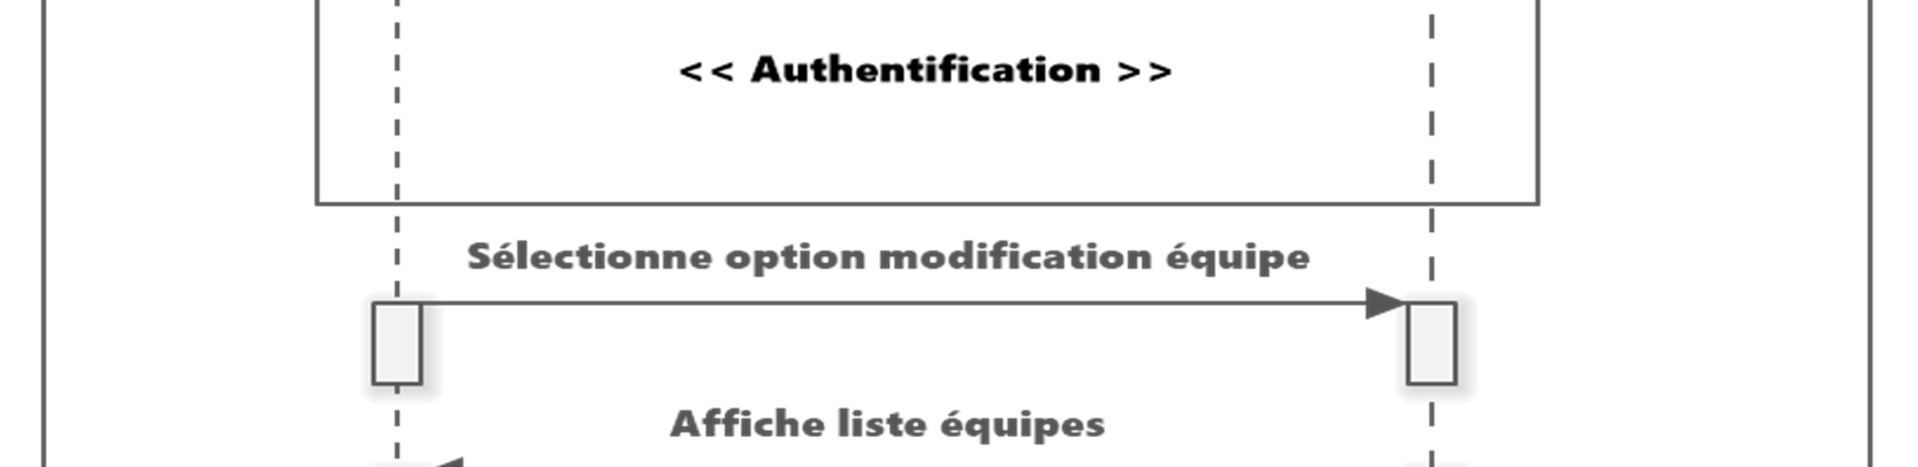 << Authentification >>
Sélectionne option modification équipe
Affiche liste équipes